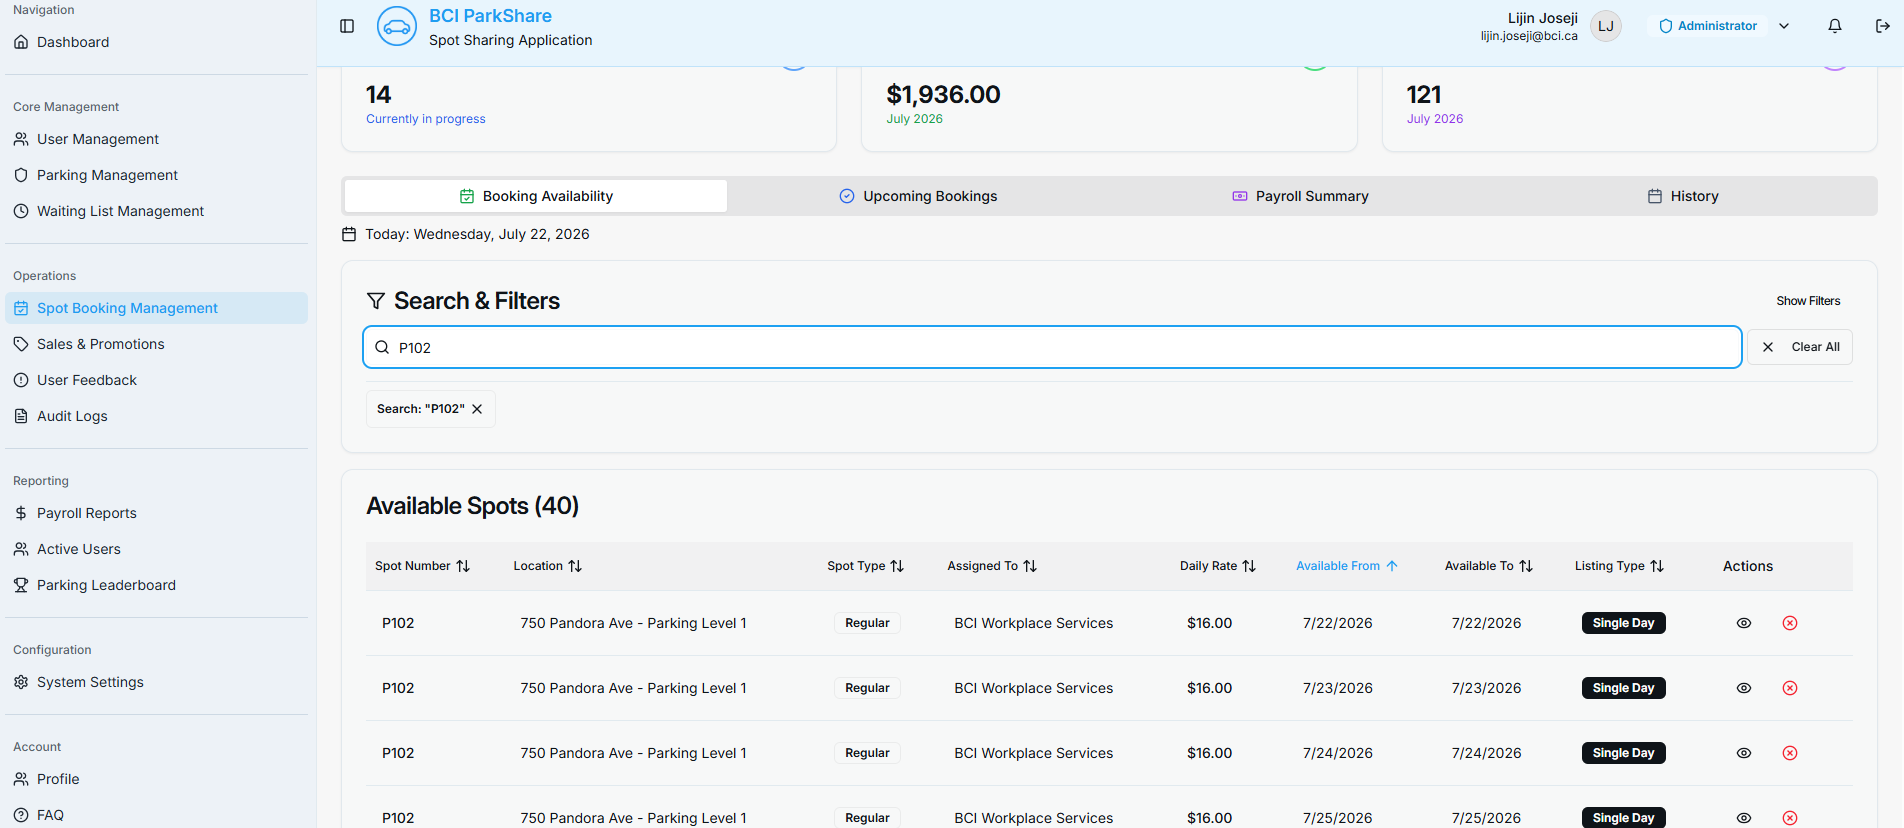 Navigation
Dashboard
Core Management
User Management
Parking Management
Waiting List Management
Operations
Spot Booking Management
Sales & Promotions
User Feedback
Audit Logs
Reporting
Payroll Reports
Active Users
Parking Leaderboard
Configuration
System Settings
Account
Profile
FAQ
BCI ParkShare
Spot Sharing Application
Lijin Joseji
lijin.joseji@bci.ca
LJ
Administrator
14
Currently in progress
$1,936.00
July 2026
121
July 2026
Booking Availability
Upcoming Bookings
Payroll Summary
History
Today: Wednesday, July 22, 2026
Search & Filters
Show Filters
P102
Clear All
Search: "P102"
Available Spots (40)
Spot Number Location Spot Type Assigned To Daily Rate Available From Available To Listing Type Actions
P102 750 Pandora Ave - Parking Level 1 Regular BCI Workplace Services $16.00 7/22/2026 7/22/2026 Single Day
P102 750 Pandora Ave - Parking Level 1 Regular BCI Workplace Services $16.00 7/23/2026 7/23/2026 Single Day
P102 750 Pandora Ave - Parking Level 1 Regular BCI Workplace Services $16.00 7/24/2026 7/24/2026 Single Day
P102 750 Pandora Ave - Parking Level 1 Regular BCI Workplace Services $16.00 7/25/2026 7/25/2026 Single Day